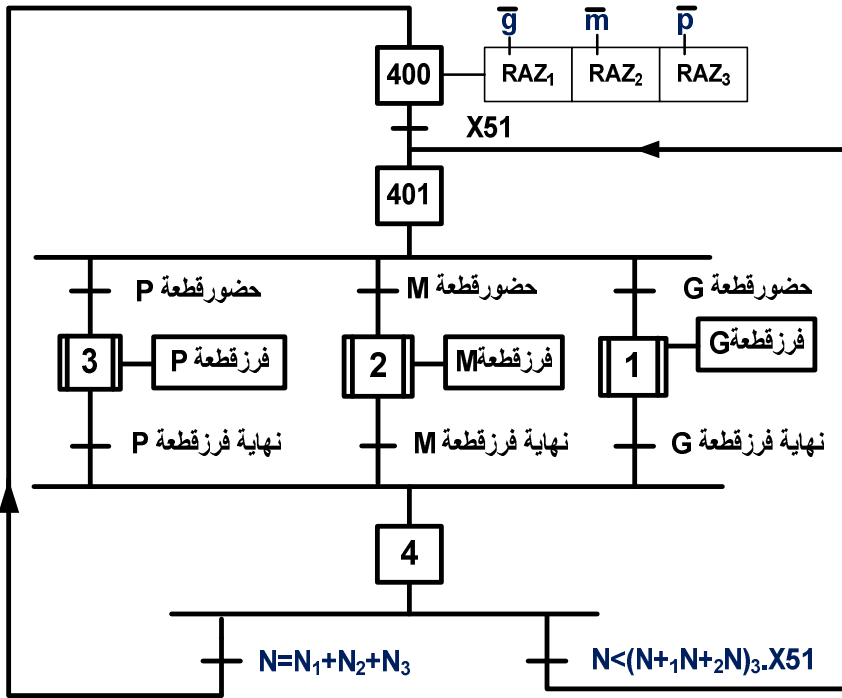 g̅ m̅ p̅
400 RAZ₁ RAZ₂ RAZ₃
X51
401
حضورقطعة P
حضورقطعة M
حضورقطعة G
3
فرزقطعة P
2
فرزقطعةM
1
فرزقطعةG
نهاية فرزقطعة P
نهاية فرزقطعة M
نهاية فرزقطعة G
4
N=N₁+N₂+N₃
N<(N+₁N+₂N)₃.X51